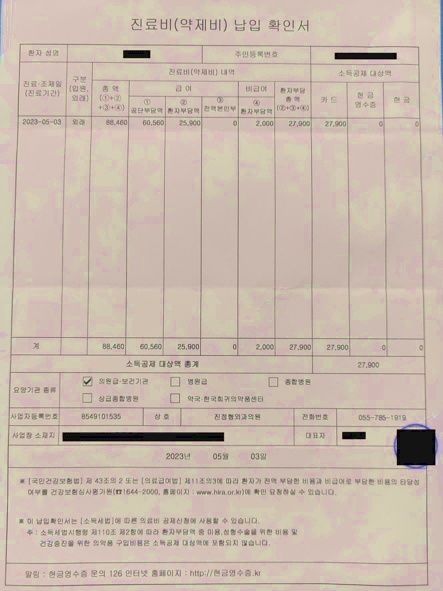 진료비(약제비) 납입 확인서
환자 성명 주민등록번호
진료·조제일 (진료기간) 구분 (입원, 외래) 진료비(약제비) 내역 소득공제 대상액
총 액 (①+② +③+④) 급 여 비급여 환자부담 총 액 (②+③+④) 카 드 현 금 영수증 현 금
① 공단부담액 ② 환자부담액 ③ 전액본인부 ④ 환자부담액
2023-05-03 외래 88,460 60,560 25,900 0 2,000 27,900 27,900 0 0
계 88,460 60,560 25,900 0 2,000 27,900 27,900 0 0
소득공제 대상액 총계 27,900
요양기관 종류 ✓ 의원급·보건기관 □ 병원급 □ 종합병원
□ 상급종합병원 □ 약국·한국희귀의약품센터
사업자등록번호 8549101535 상 호 진정형외과의원 전화번호 055-785-1919
사업장 소재지 대표자
2023년 05월 03일
※ [국민건강보험법] 제 43조의 2 또는 [의료급여법] 제11조의3에 따라 환자가 전액 부담한 비용과 비급여로 부담한 비용의 타당성
여부를 건강보험심사평가원(☎1644-2000, 홈페이지 : www.hira.or.kr)에 확인 요청하실 수 있습니다.
※ 이 납입확인서는 [소득세법]에 따른 의료비 공제신청에 사용할 수 있습니다.
주 : 소득세법시행령 제110조 제2항에 따라 환자부담액 중 미용,성형수술을 위한 비용 및
건강증진을 위한 의약품 구입비용은 소득공제 대상액에 포함되지 않습니다.
알림 : 현금영수증 문의 126 인터넷 홈페이지 : http://현금영수증.kr